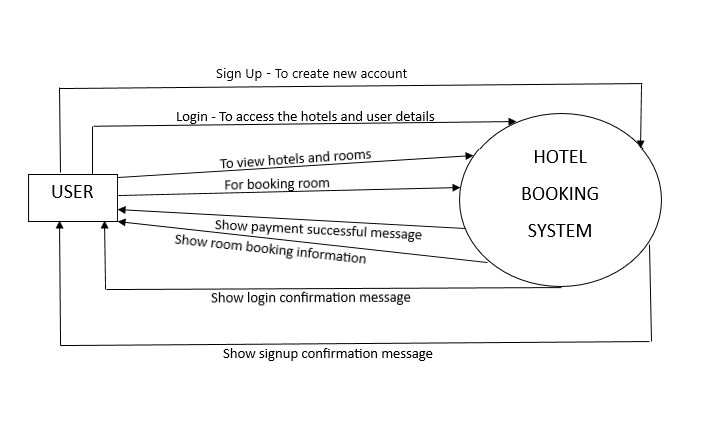 Sign Up - To create new account
Login - To access the hotels and user details
To view hotels and rooms
For booking room
USER
HOTEL
BOOKING
SYSTEM
Show payment successful message
Show room booking information
Show login confirmation message
Show signup confirmation message